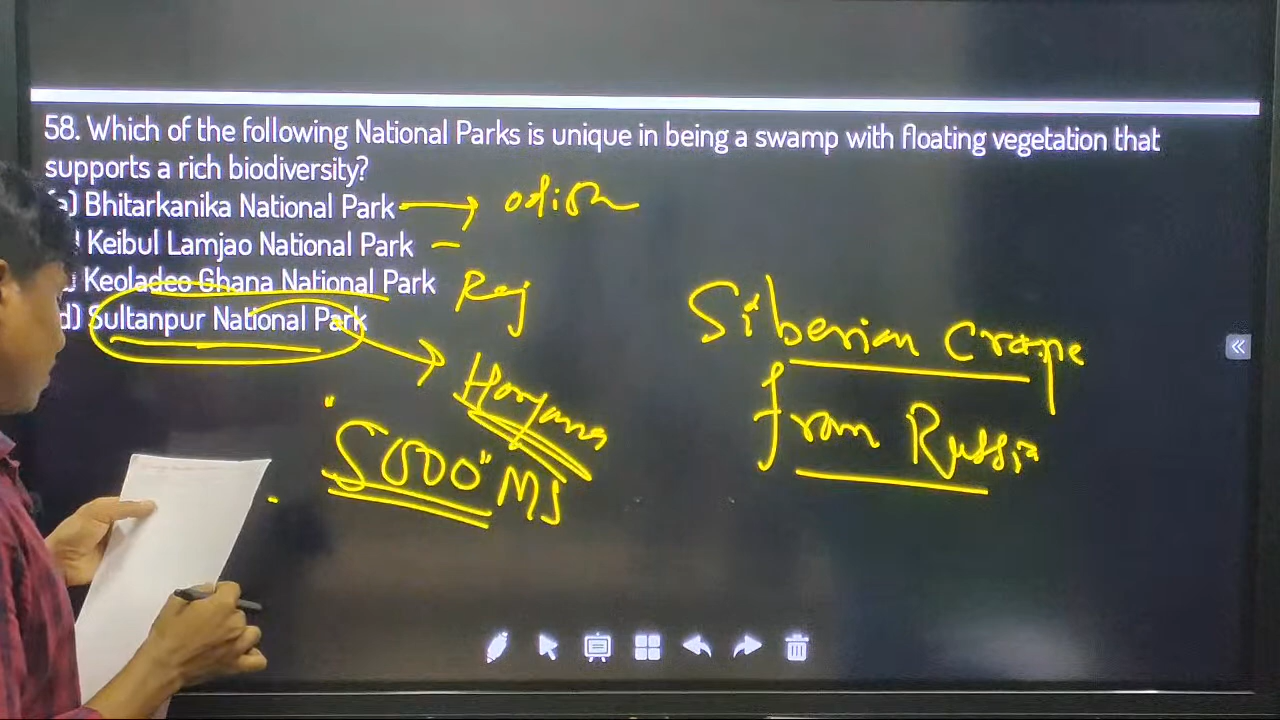 58. Which of the following National Parks is unique in being a swamp with floating vegetation that
supports a rich biodiversity?
a) Bhitarkanika National Park → odish
) Keibul Lamjao National Park –
Keoladeo Ghana National Park Raj
d) Sultanpur National Park → Haryana
Siberian Crane
from Russia
"5000" MS